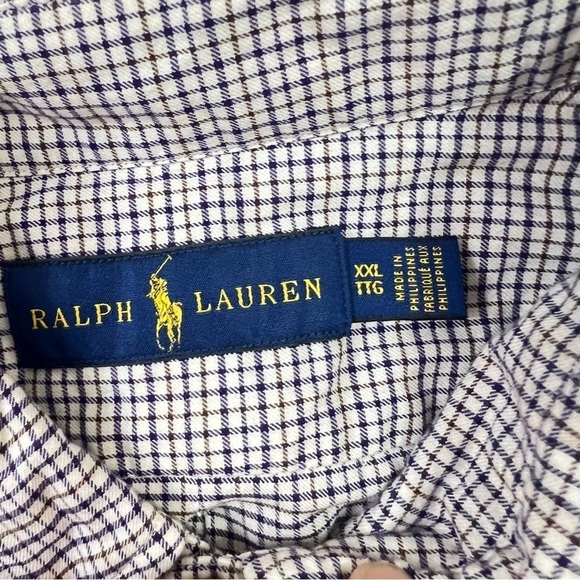 RALPH LAUREN
XXL
TTG
MADE IN
PHILIPPINES
FABRIQUÉ AUX
PHILIPPINES